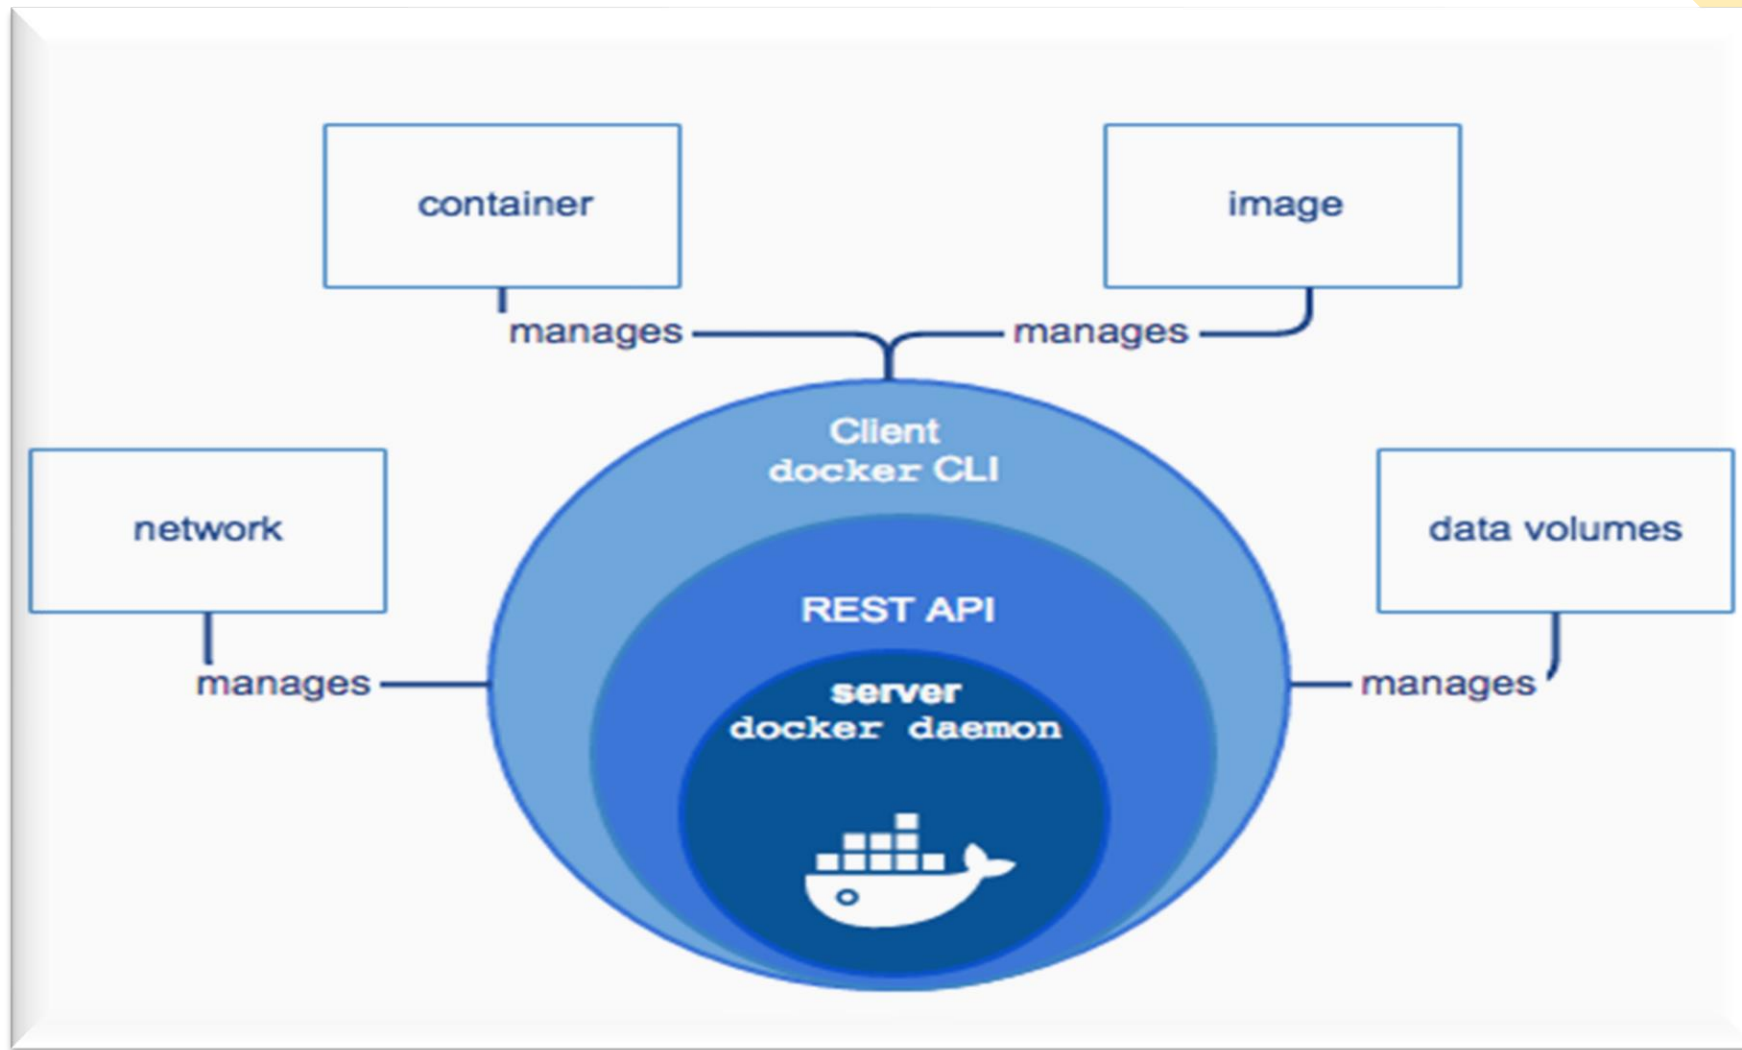 container
image
manages
manages
Client
docker CLI
network
data volumes
REST API
manages
server
docker daemon
manages